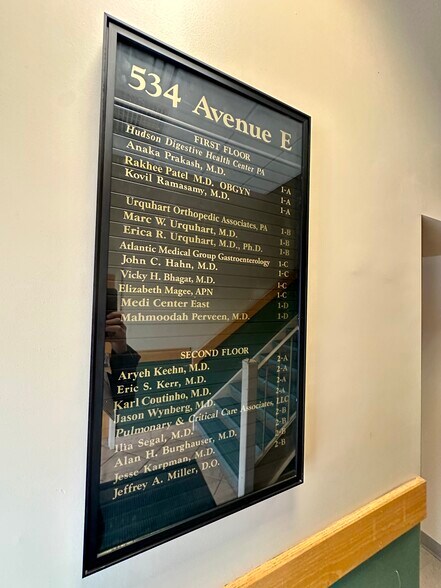 534 Avenue E
FIRST FLOOR
Hudson Digestive Health Center PA
Anaka Prakash, M.D. 1-A
Rakhee Patel M.D. OBGYN 1-A
Kovil Ramasamy, M.D. 1-A
Urquhart Orthopedic Associates, PA 1-B
Marc W. Urquhart, M.D. 1-B
Erica R. Urquhart, M.D., Ph.D. 1-B
Atlantic Medical Group Gastroenterology 1-C
John C. Hahn, M.D. 1-C
Vicky H. Bhagat, M.D. 1-C
Elizabeth Magee, APN 1-C
Medi Center East 1-D
Mahmoodah Perveen, M.D. 1-D
SECOND FLOOR
Aryeh Keehn, M.D. 2-A
Eric S. Kerr, M.D. 2-A
Karl Coutinho, M.D. 2-A
Jason Wynberg, M.D. 2-A
Pulmonary & Critical Care Associates, LLC
Ilia Segal, M.D. 2-B
Alan H. Burghauser, M.D. 2-B
Jesse Karpman, M.D. 2-B
Jeffrey A. Miller, D.O. 2-B